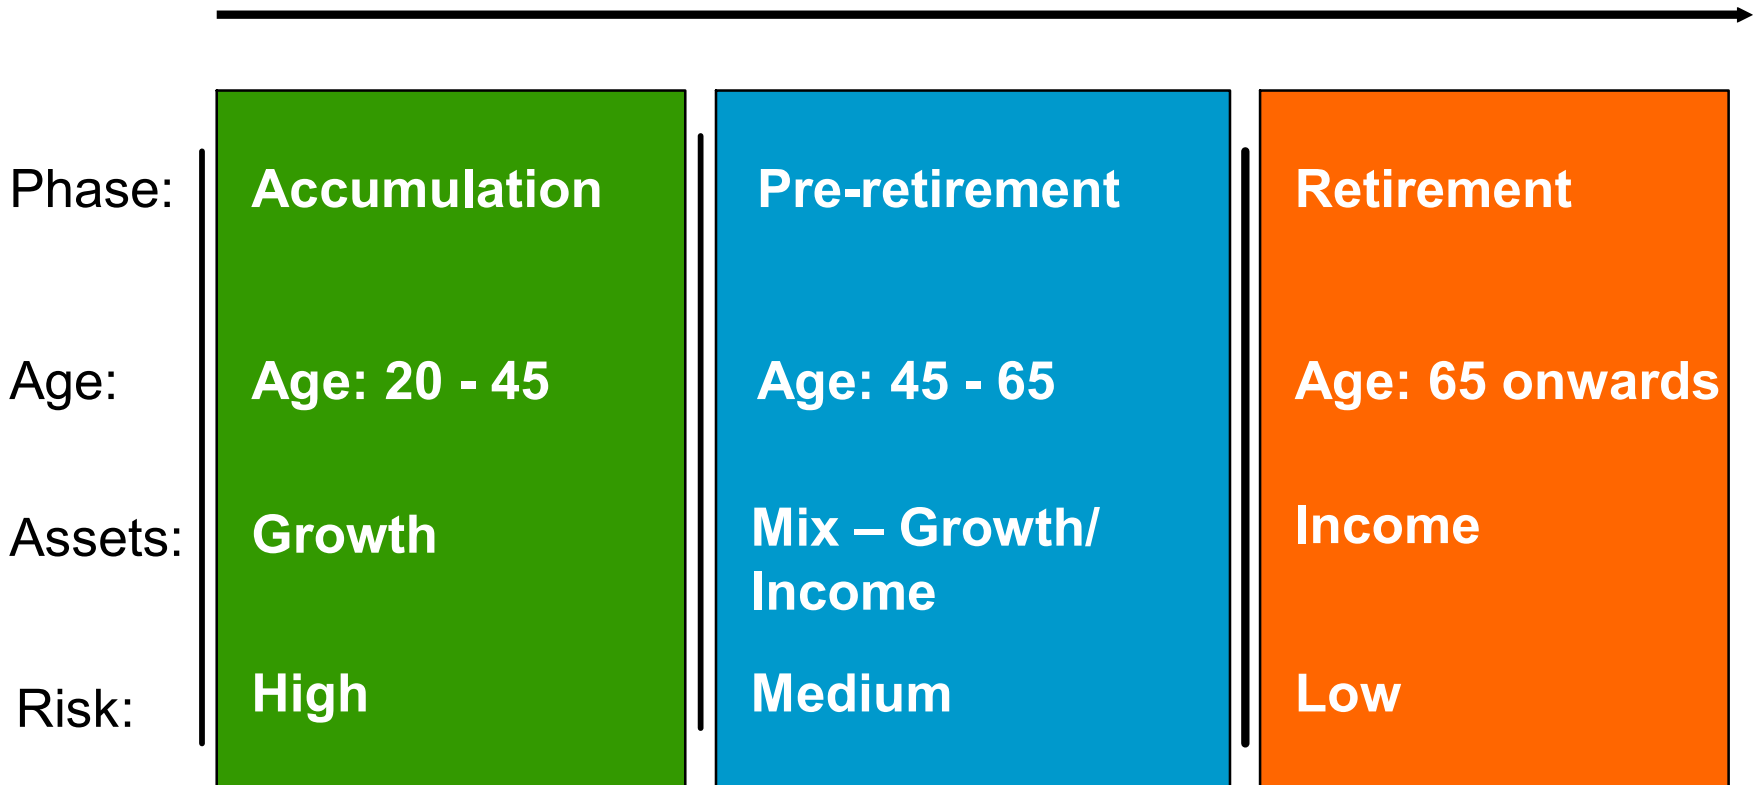 Phase: Accumulation Pre-retirement Retirement
Age: Age: 20 - 45 Age: 45 - 65 Age: 65 onwards
Assets: Growth Mix – Growth/ Income
Income
Risk: High Medium Low